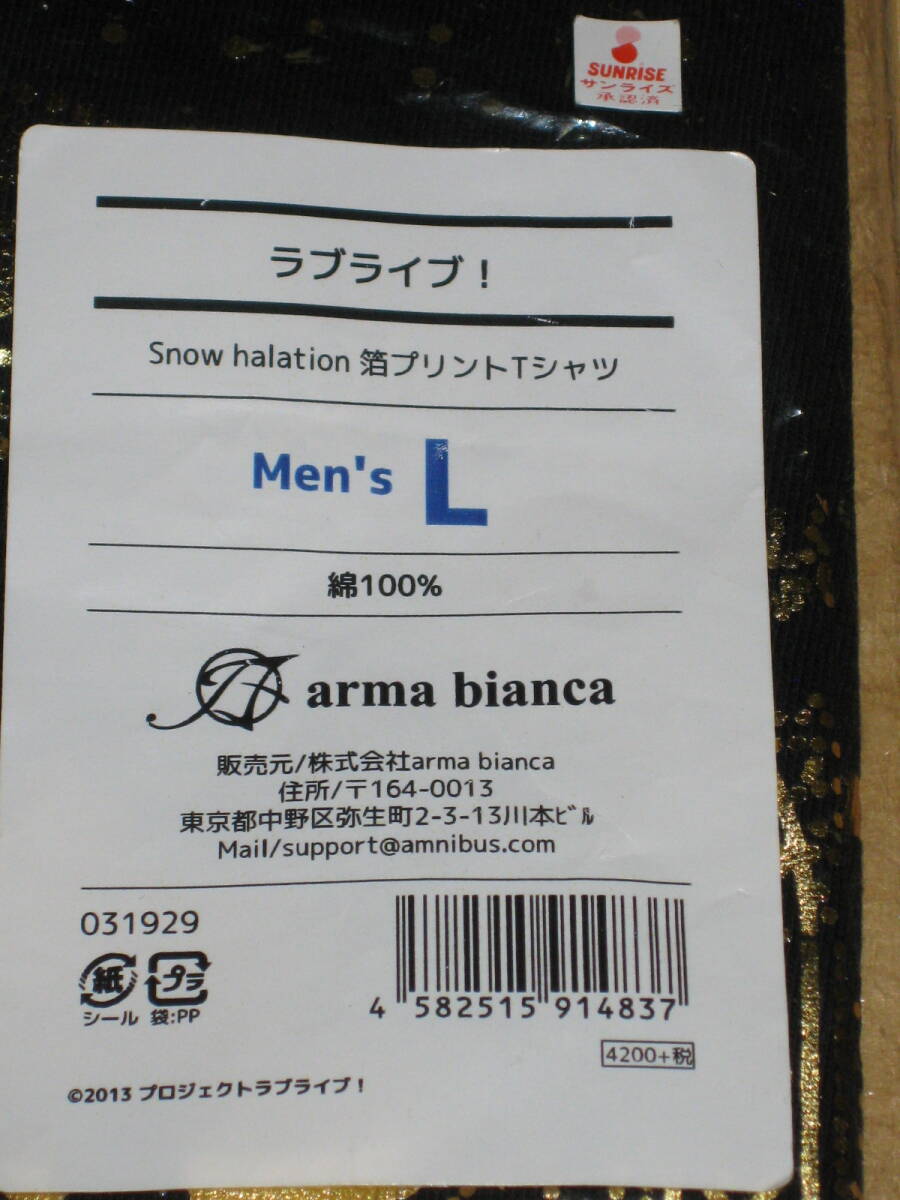 SUNRISE
サンライズ
承認済
ラブライブ！
Snow halation 箔プリントTシャツ
Men's L
綿100%
arma bianca
販売元/株式会社arma bianca
住所/〒164-0013
東京都中野区弥生町2-3-13川本ﾋﾞﾙ
Mail/support@amnibus.com
031929
紙 プラ
シール 袋:PP
4 582515 914837
4200+税
©2013 プロジェクトラブライブ！